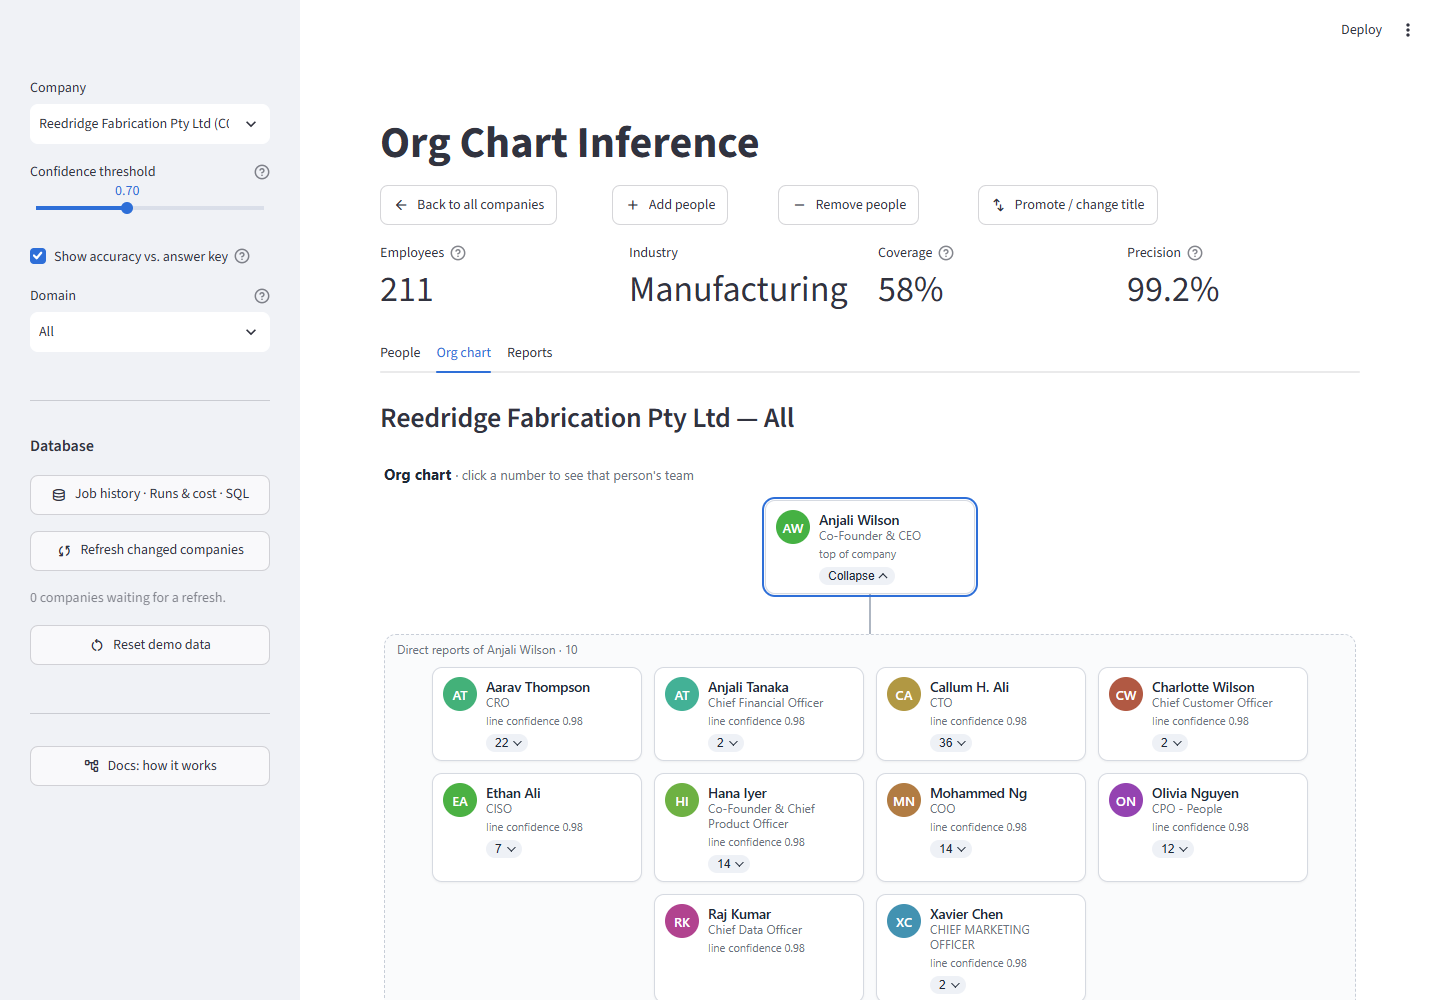 Deploy
Company
Reedridge Fabrication Pty Ltd (C
Confidence threshold
0.70
Show accuracy vs. answer key
Domain
All
Database
Job history · Runs & cost · SQL
Refresh changed companies
0 companies waiting for a refresh.
Reset demo data
Docs: how it works
Org Chart Inference
Back to all companies
Add people
Remove people
Promote / change title
Employees
Industry
Coverage
Precision
211
Manufacturing
58%
99.2%
People
Org chart
Reports
Reedridge Fabrication Pty Ltd — All
Org chart · click a number to see that person's team
AW
Anjali Wilson
Co-Founder & CEO
top of company
Collapse
Direct reports of Anjali Wilson · 10
AT
Aarav Thompson
CRO
line confidence 0.98
22
AT
Anjali Tanaka
Chief Financial Officer
line confidence 0.98
2
CA
Callum H. Ali
CTO
line confidence 0.98
36
CW
Charlotte Wilson
Chief Customer Officer
line confidence 0.98
2
EA
Ethan Ali
CISO
line confidence 0.98
7
HI
Hana Iyer
Co-Founder & Chief
Product Officer
line confidence 0.98
14
MN
Mohammed Ng
COO
line confidence 0.98
14
ON
Olivia Nguyen
CPO - People
line confidence 0.98
12
RK
Raj Kumar
Chief Data Officer
line confidence 0.98
XC
Xavier Chen
CHIEF MARKETING
OFFICER
line confidence 0.98
2